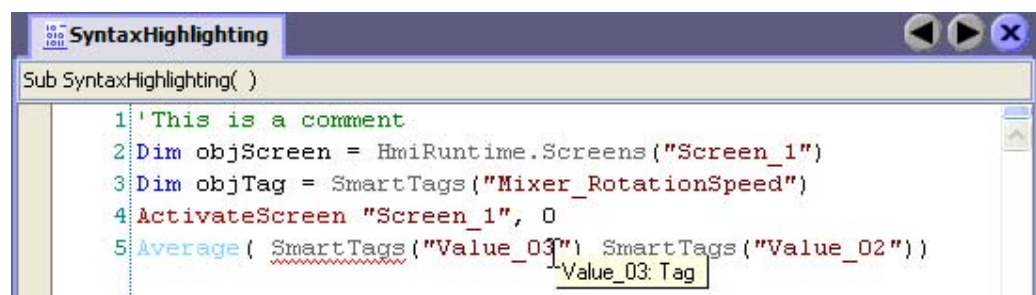 SyntaxHighlighting
Sub SyntaxHighlighting( )
1 'This is a comment
2 Dim objScreen = HmiRuntime.Screens("Screen_1")
3 Dim objTag = SmartTags("Mixer_RotationSpeed")
4 ActivateScreen "Screen_1", 0
5 Average( SmartTags("Value_03") SmartTags("Value_02"))
Value_03: Tag